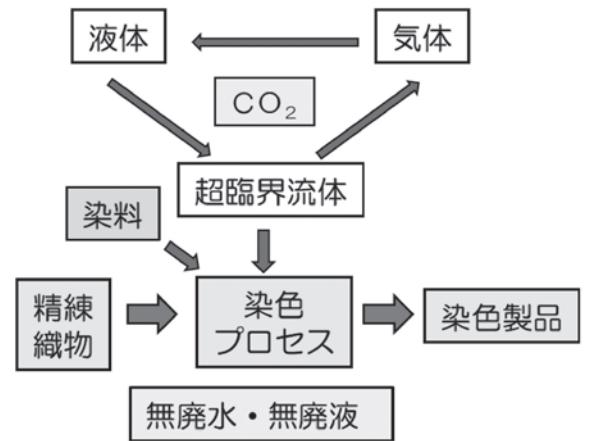 液体
気体
CO₂
超臨界流体
染料
精練
織物
染色
プロセス
染色製品
無廃水・無廃液